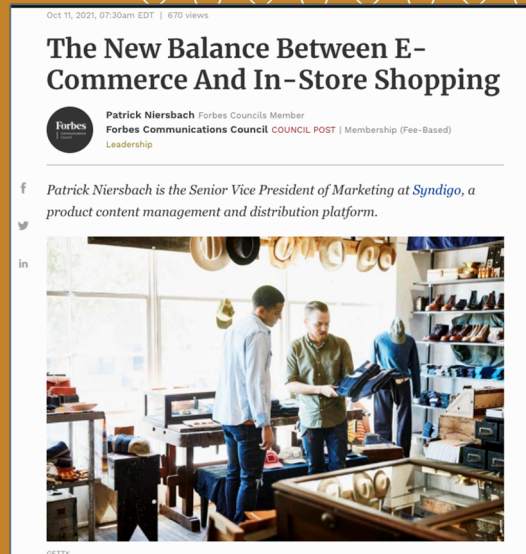 Oct 11, 2021, 07:30am EDT | 670 views
The New Balance Between E-
Commerce And In-Store Shopping
Forbes
Patrick Niersbach Forbes Councils Member
Forbes Communications Council COUNCIL POST | Membership (Fee-Based)
Leadership
Patrick Niersbach is the Senior Vice President of Marketing at Syndigo, a
product content management and distribution platform.
GETTY